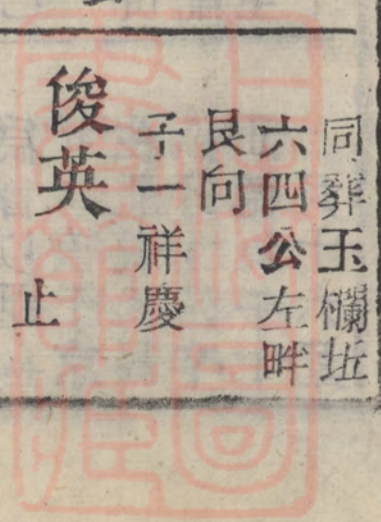 同葬玉欄坵
六四公左畔
艮向
子一祥慶
俊英
止